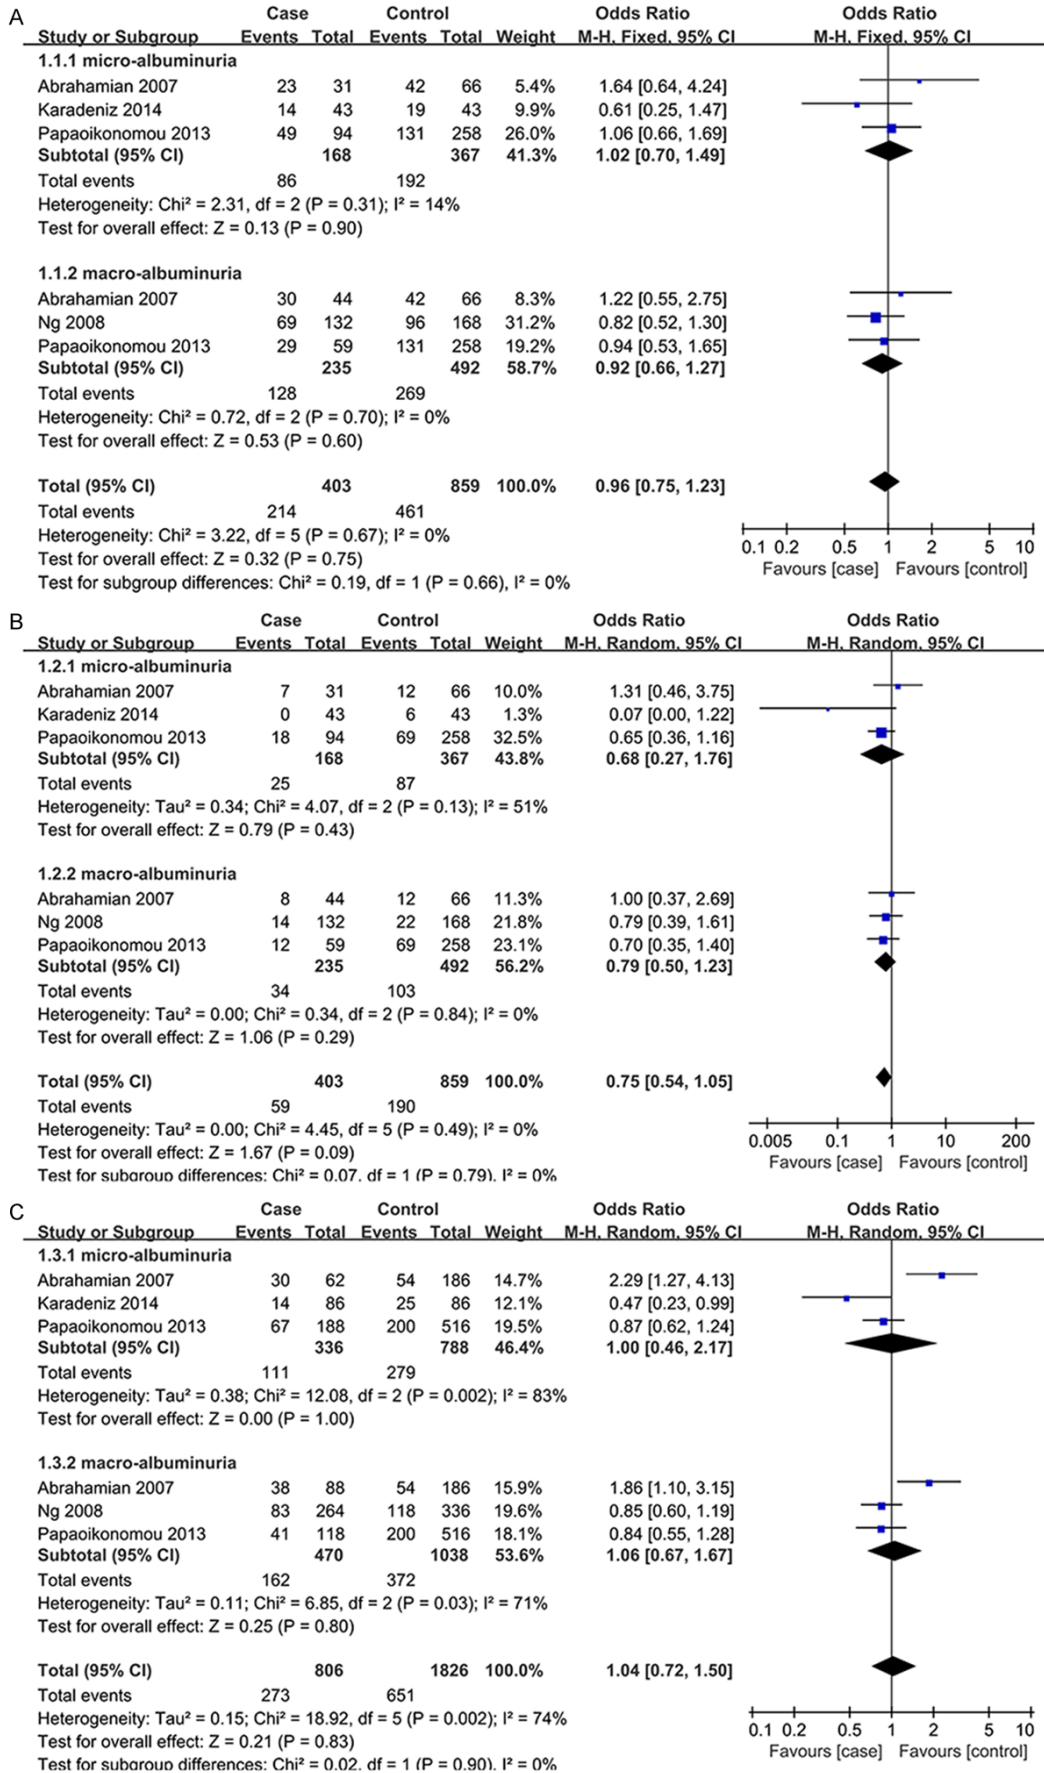 A
Case Control Odds Ratio Odds Ratio
Study or Subgroup Events Total Events Total Weight M-H, Fixed, 95% CI M-H, Fixed, 95% CI
1.1.1 micro-albuminuria
Abrahamian 2007 23 31 42 66 5.4% 1.64 [0.64, 4.24]
Karadeniz 2014 14 43 19 43 9.9% 0.61 [0.25, 1.47]
Papaoikonomou 2013 49 94 131 258 26.0% 1.06 [0.66, 1.69]
Subtotal (95% CI) 168 367 41.3% 1.02 [0.70, 1.49]
Total events 86 192
Heterogeneity: Chi² = 2.31, df = 2 (P = 0.31); I² = 14%
Test for overall effect: Z = 0.13 (P = 0.90)
1.1.2 macro-albuminuria
Abrahamian 2007 30 44 42 66 8.3% 1.22 [0.55, 2.75]
Ng 2008 69 132 96 168 31.2% 0.82 [0.52, 1.30]
Papaoikonomou 2013 29 59 131 258 19.2% 0.94 [0.53, 1.65]
Subtotal (95% CI) 235 492 58.7% 0.92 [0.66, 1.27]
Total events 128 269
Heterogeneity: Chi² = 0.72, df = 2 (P = 0.70); I² = 0%
Test for overall effect: Z = 0.53 (P = 0.60)
Total (95% CI) 403 859 100.0% 0.96 [0.75, 1.23]
Total events 214 461
Heterogeneity: Chi² = 3.22, df = 5 (P = 0.67); I² = 0%
Test for overall effect: Z = 0.32 (P = 0.75)
Test for subgroup differences: Chi² = 0.19, df = 1 (P = 0.66), I² = 0%
0.1 0.2 0.5 1 2 5 10
Favours [case] Favours [control]
B
Case Control Odds Ratio Odds Ratio
Study or Subgroup Events Total Events Total Weight M-H, Random, 95% CI M-H, Random, 95% CI
1.2.1 micro-albuminuria
Abrahamian 2007 7 31 12 66 10.0% 1.31 [0.46, 3.75]
Karadeniz 2014 0 43 6 43 1.3% 0.07 [0.00, 1.22]
Papaoikonomou 2013 18 94 69 258 32.5% 0.65 [0.36, 1.16]
Subtotal (95% CI) 168 367 43.8% 0.68 [0.27, 1.76]
Total events 25 87
Heterogeneity: Tau² = 0.34; Chi² = 4.07, df = 2 (P = 0.13); I² = 51%
Test for overall effect: Z = 0.79 (P = 0.43)
1.2.2 macro-albuminuria
Abrahamian 2007 8 44 12 66 11.3% 1.00 [0.37, 2.69]
Ng 2008 14 132 22 168 21.8% 0.79 [0.39, 1.61]
Papaoikonomou 2013 12 59 69 258 23.1% 0.70 [0.35, 1.40]
Subtotal (95% CI) 235 492 56.2% 0.79 [0.50, 1.23]
Total events 34 103
Heterogeneity: Tau² = 0.00; Chi² = 0.34, df = 2 (P = 0.84); I² = 0%
Test for overall effect: Z = 1.06 (P = 0.29)
Total (95% CI) 403 859 100.0% 0.75 [0.54, 1.05]
Total events 59 190
Heterogeneity: Tau² = 0.00; Chi² = 4.45, df = 5 (P = 0.49); I² = 0%
Test for overall effect: Z = 1.67 (P = 0.09)
Test for subgroup differences: Chi² = 0.07, df = 1 (P = 0.79), I² = 0%
0.005 0.1 1 10 200
Favours [case] Favours [control]
C
Case Control Odds Ratio Odds Ratio
Study or Subgroup Events Total Events Total Weight M-H, Random, 95% CI M-H, Random, 95% CI
1.3.1 micro-albuminuria
Abrahamian 2007 30 62 54 186 14.7% 2.29 [1.27, 4.13]
Karadeniz 2014 14 86 25 86 12.1% 0.47 [0.23, 0.99]
Papaoikonomou 2013 67 188 200 516 19.5% 0.87 [0.62, 1.24]
Subtotal (95% CI) 336 788 46.4% 1.00 [0.46, 2.17]
Total events 111 279
Heterogeneity: Tau² = 0.38; Chi² = 12.08, df = 2 (P = 0.002); I² = 83%
Test for overall effect: Z = 0.00 (P = 1.00)
1.3.2 macro-albuminuria
Abrahamian 2007 38 88 54 186 15.9% 1.86 [1.10, 3.15]
Ng 2008 83 264 118 336 19.6% 0.85 [0.60, 1.19]
Papaoikonomou 2013 41 118 200 516 18.1% 0.84 [0.55, 1.28]
Subtotal (95% CI) 470 1038 53.6% 1.06 [0.67, 1.67]
Total events 162 372
Heterogeneity: Tau² = 0.11; Chi² = 6.85, df = 2 (P = 0.03); I² = 71%
Test for overall effect: Z = 0.25 (P = 0.80)
Total (95% CI) 806 1826 100.0% 1.04 [0.72, 1.50]
Total events 273 651
Heterogeneity: Tau² = 0.15; Chi² = 18.92, df = 5 (P = 0.002); I² = 74%
Test for overall effect: Z = 0.21 (P = 0.83)
Test for subgroup differences: Chi² = 0.02, df = 1 (P = 0.90), I² = 0%
0.1 0.2 0.5 1 2 5 10
Favours [case] Favours [control]